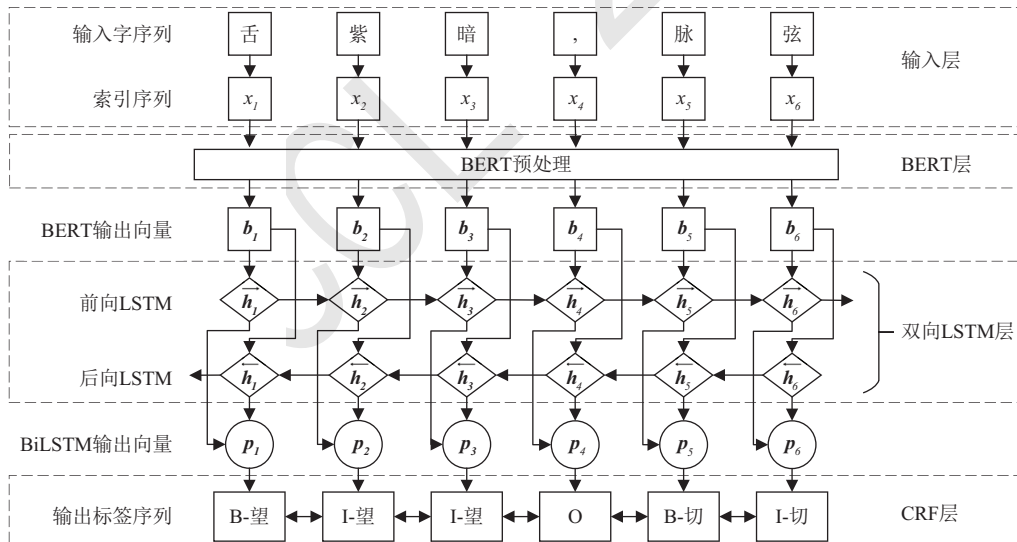 输入字序列 舌 紫 暗 , 脉 弦 输入层
索引序列 x1 x2 x3 x4 x5 x6
BERT预处理 BERT层
BERT输出向量 b1 b2 b3 b4 b5 b6
前向LSTM h1 h2 h3 h4 h5 h6
双向LSTM层
后向LSTM h1 h2 h3 h4 h5 h6
BiLSTM输出向量 p1 p2 p3 p4 p5 p6
输出标签序列 B-望 I-望 I-望 O B-切 I-切 CRF层